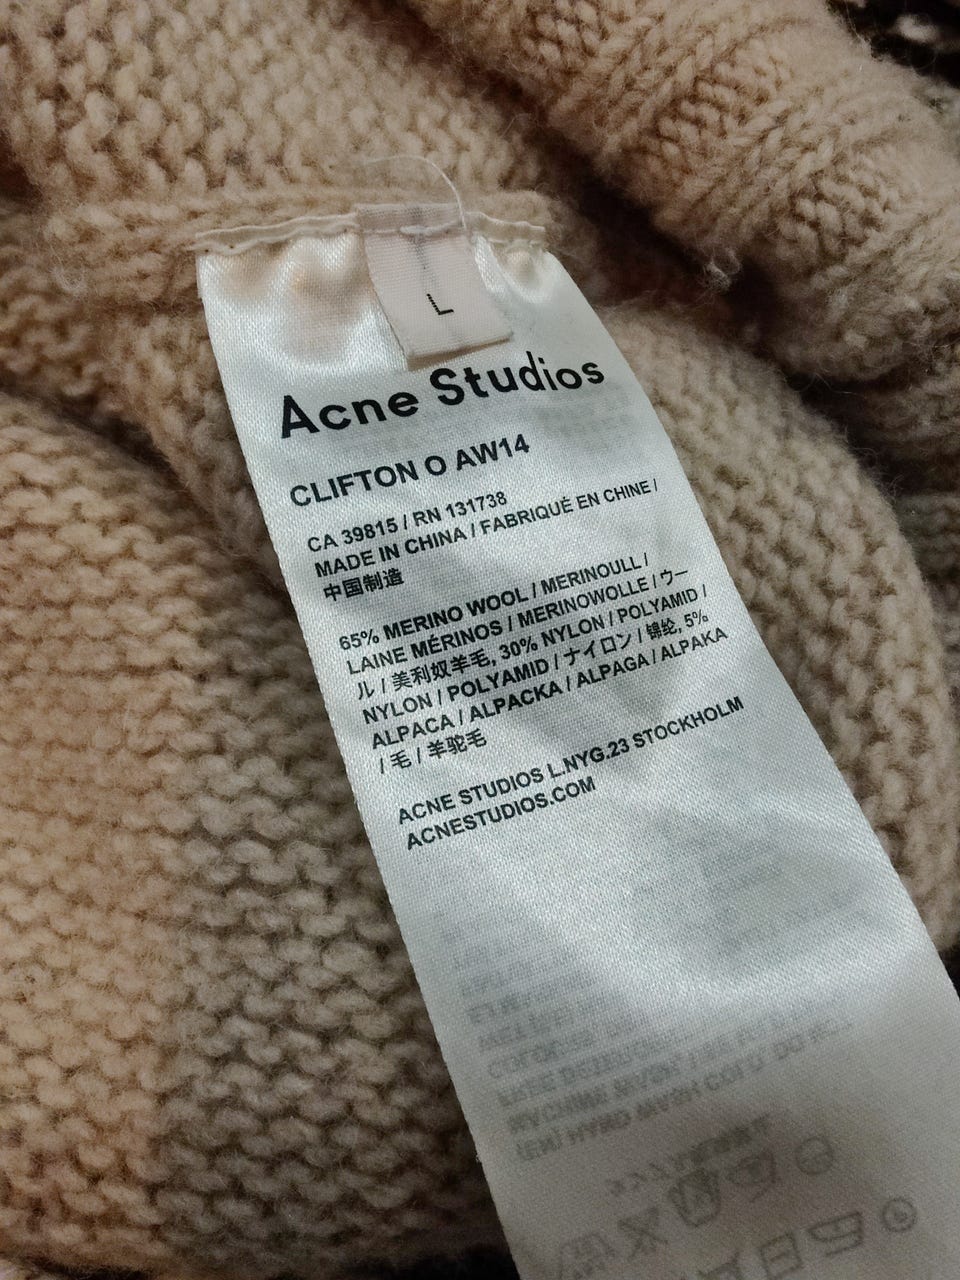 L
Acne Studios
CLIFTON O AW14
CA 39815 / RN 131738
MADE IN CHINA / FABRIQUÉ EN CHINE /
中国制造
65% MERINO WOOL / MERINOULL /
LAINE MÉRINOS / MERINOWOLLE / ウー
ル / 美利奴羊毛, 30% NYLON / POLYAMID /
NYLON / POLYAMID / ナイロン / 锦纶, 5%
ALPACA / ALPACKA / ALPAGA / ALPAKA
/ 毛 / 羊驼毛
ACNE STUDIOS L.NYG.23 STOCKHOLM
ACNESTUDIOS.COM